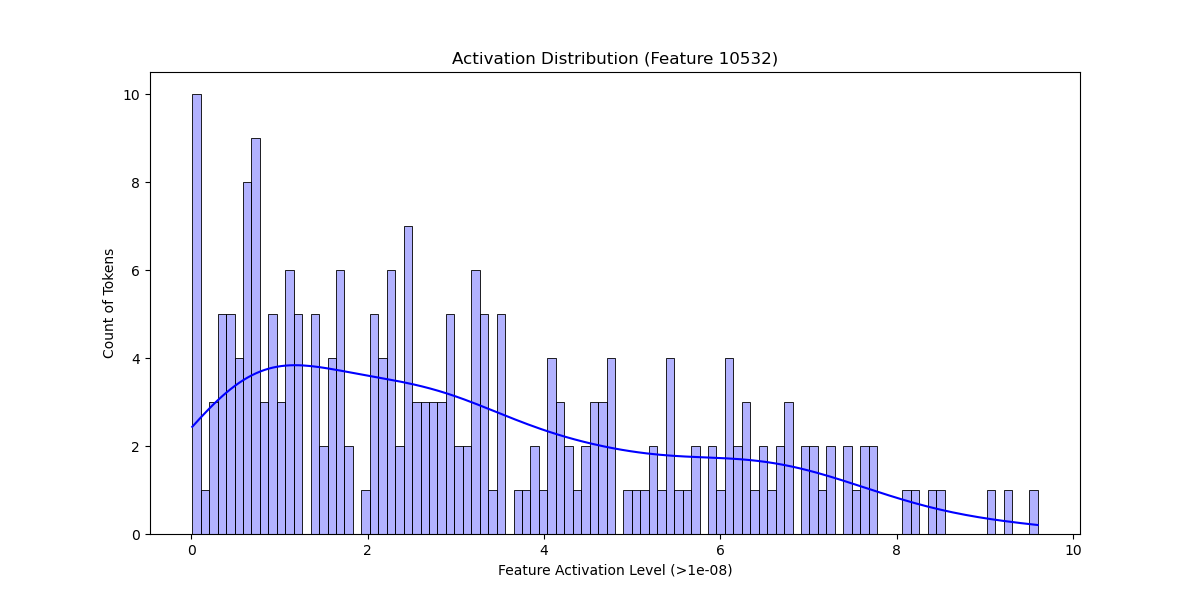 Activation Distribution (Feature 10532)
10
8
6
4
2
0
Count of Tokens
0 2 4 6 8 10
Feature Activation Level (>1e-08)